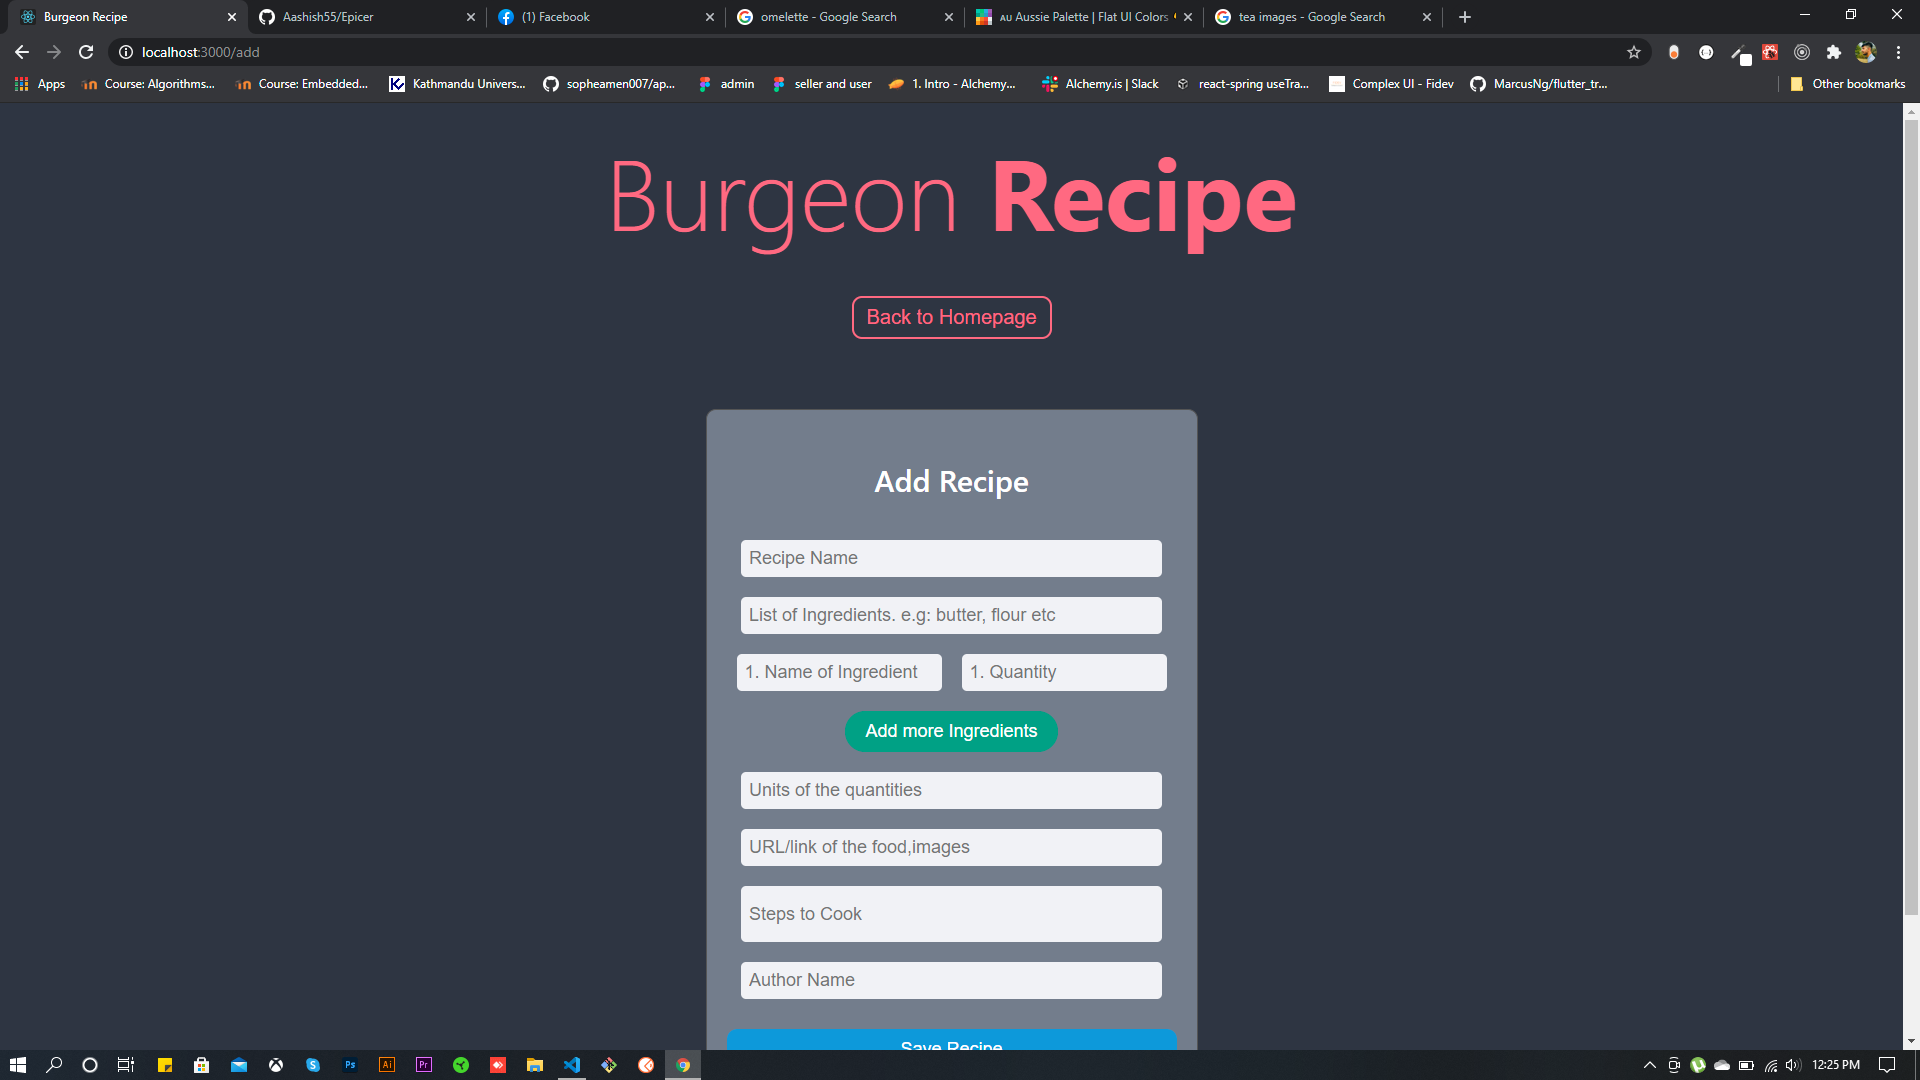 Burgeon Recipe
Aashish55/Epicer
(1) Facebook
omelette - Google Search
AU Aussie Palette | Flat UI Colors
tea images - Google Search
localhost:3000/add
Apps
Course: Algorithms...
Course: Embedded...
Kathmandu Univers...
sopheamen007/ap...
admin
seller and user
1. Intro - Alchemy...
Alchemy.is | Slack
react-spring useTra...
Complex UI - Fidev
MarcusNg/flutter_tr...
Other bookmarks
Burgeon Recipe
Back to Homepage
Add Recipe
Recipe Name
List of Ingredients. e.g: butter, flour etc
1. Name of Ingredient
1. Quantity
Add more Ingredients
Units of the quantities
URL/link of the food,images
Steps to Cook
Author Name
Save Recipe
Ps
Ai
Pr
12:25 PM